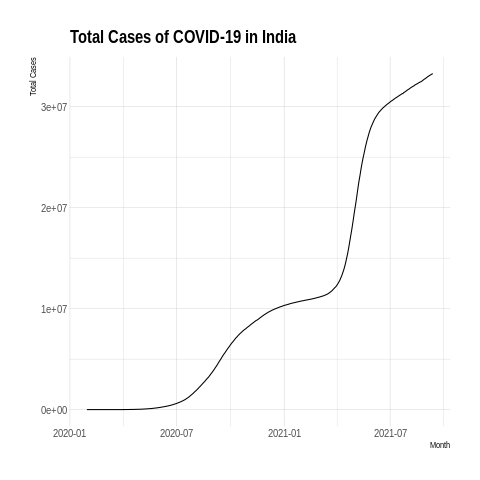 Total Cases of COVID-19 in India
Total Cases
3e+07
2e+07
1e+07
0e+00
2020-01 2020-07 2021-01 2021-07
Month